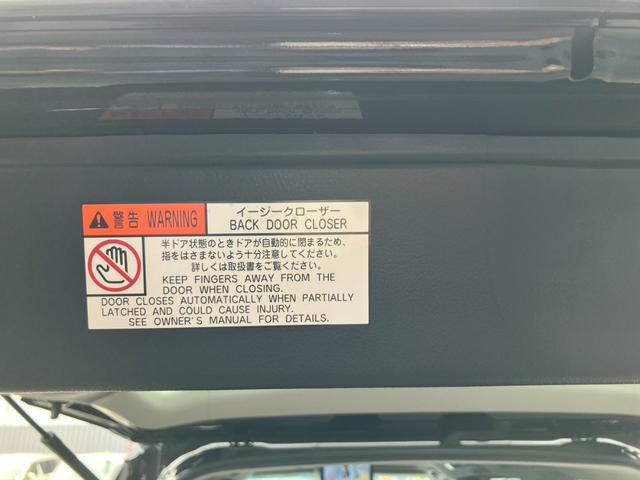 警告 WARNING
イージークローザー
BACK DOOR CLOSER
半ドア状態のときドアが自動的に閉まるため、
指をはさまないよう十分注意してください。
詳しくは取扱書をご覧ください。
KEEP FINGERS AWAY FROM THE
DOOR WHEN CLOSING.
DOOR CLOSES AUTOMATICALLY WHEN PARTIALLY
LATCHED AND COULD CAUSE INJURY.
SEE OWNER'S MANUAL FOR DETAILS.